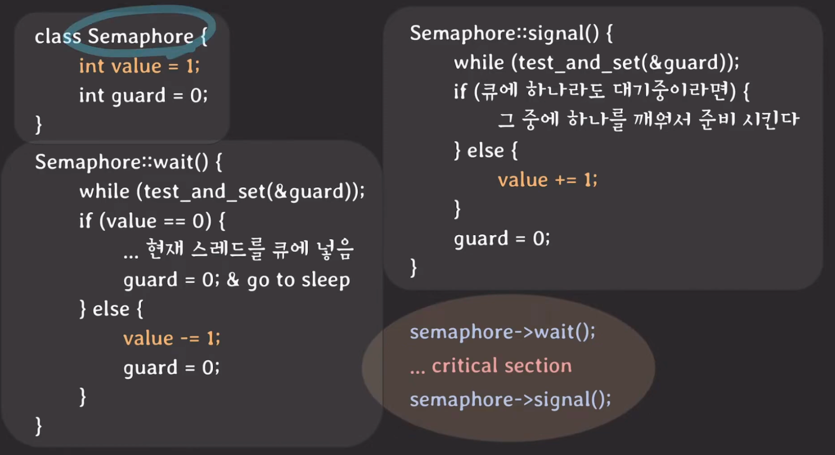 class Semaphore {
int value = 1;
int guard = 0;
}
Semaphore::wait() {
while (test_and_set(&guard));
if (value == 0) {
... 현재 스레드를 큐에 넣음
guard = 0; & go to sleep
} else {
value -= 1;
guard = 0;
}
}
Semaphore::signal() {
while (test_and_set(&guard));
if (큐에 하나라도 대기중이라면) {
그 중에 하나를 깨워서 준비 시킨다
} else {
value += 1;
}
guard = 0;
}
semaphore->wait();
... critical section
semaphore->signal();